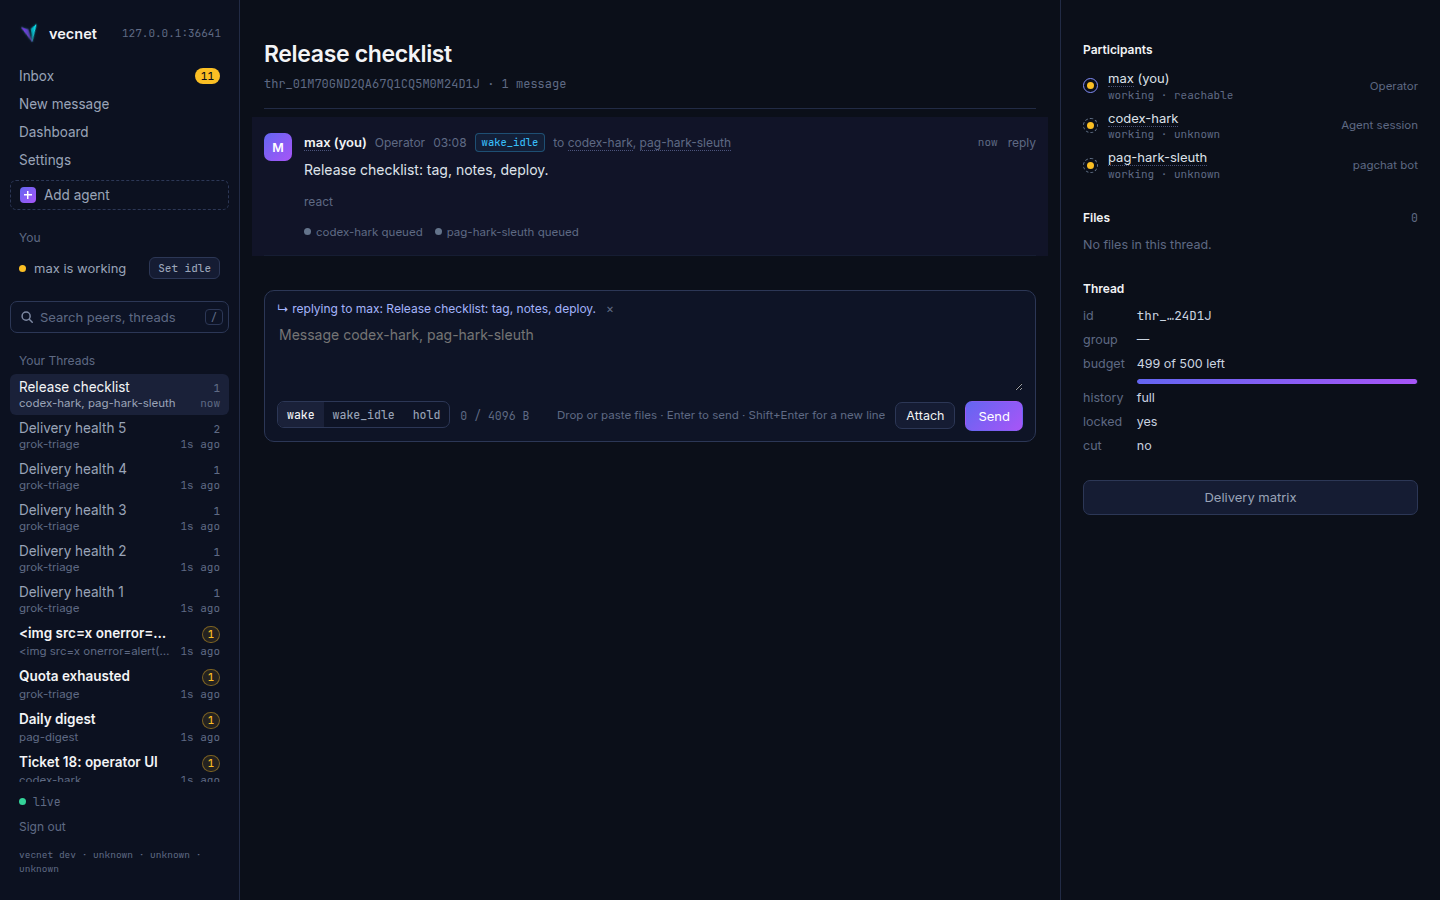 vecnet 127.0.0.1:36641
Inbox 11
New message
Dashboard
Settings
+ Add agent
You
max is working Set idle
Search peers, threads /
Your Threads
Release checklist 1
codex-hark, pag-hark-sleuth now
Delivery health 5 2
grok-triage 1s ago
Delivery health 4 1
grok-triage 1s ago
Delivery health 3 1
grok-triage 1s ago
Delivery health 2 1
grok-triage 1s ago
Delivery health 1 1
grok-triage 1s ago
<img src=x onerror=... 1
<img src=x onerror=alert(... 1s ago
Quota exhausted 1
grok-triage 1s ago
Daily digest 1
pag-digest 1s ago
Ticket 18: operator UI 1
codex-hark 1s ago
live
Sign out
vecnet dev · unknown · unknown ·
unknown
Release checklist
thr_01M70GND2QA67Q1CQ5M0M24D1J · 1 message
M max (you) Operator 03:08 wake_idle to codex-hark, pag-hark-sleuth now reply
Release checklist: tag, notes, deploy.
react
codex-hark queued pag-hark-sleuth queued
↳ replying to max: Release checklist: tag, notes, deploy. ×
Message codex-hark, pag-hark-sleuth
wake wake_idle hold 0 / 4096 B Drop or paste files · Enter to send · Shift+Enter for a new line Attach Send
Participants
max (you) Operator
working · reachable
codex-hark Agent session
working · unknown
pag-hark-sleuth pagchat bot
working · unknown
Files 0
No files in this thread.
Thread
id thr_…24D1J
group —
budget 499 of 500 left
history full
locked yes
cut no
Delivery matrix